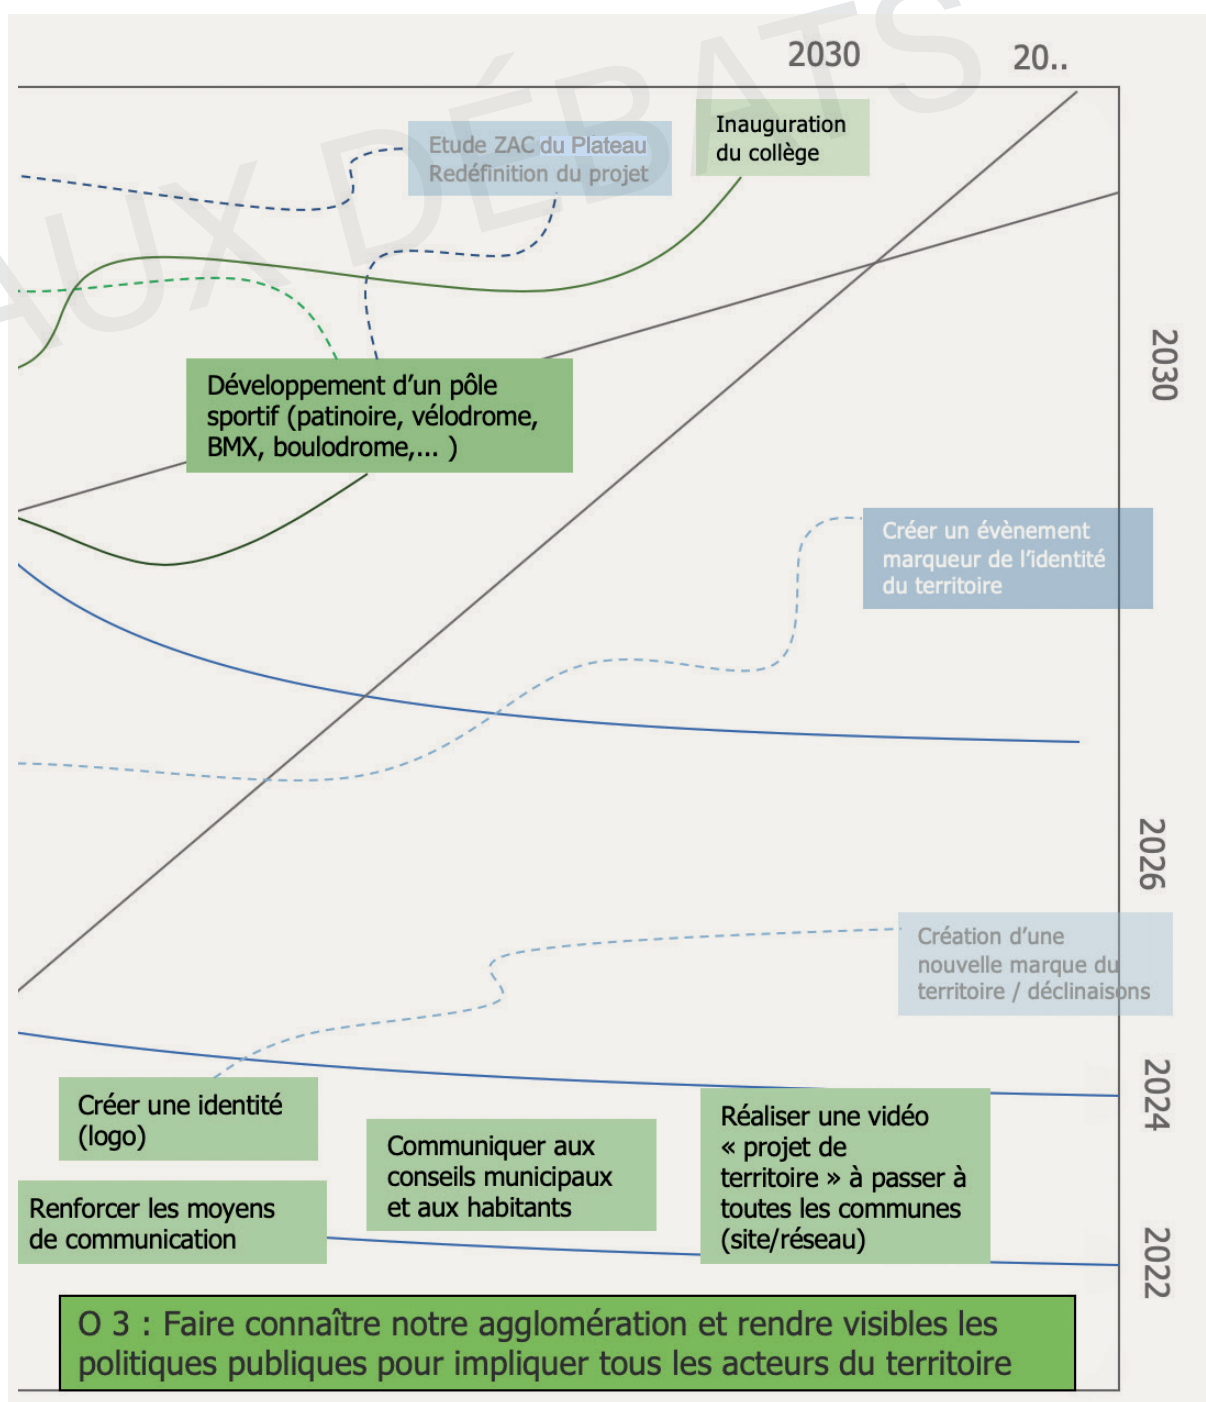 2030
20..
AUX DÉBATS
Etude ZAC du Plateau
Redéfinition du projet
Inauguration
du collège
2030
Développement d’un pôle
sportif (patinoire, vélodrome,
BMX, boulodrome,... )
Créer un évènement
marqueur de l’identité
du territoire
2026
Création d’une
nouvelle marque du
territoire / déclinaisons
2024
Créer une identité
(logo)
Communiquer aux
conseils municipaux
et aux habitants
Réaliser une vidéo
« projet de
territoire » à passer à
toutes les communes
(site/réseau)
Renforcer les moyens
de communication
2022
O 3 : Faire connaître notre agglomération et rendre visibles les
politiques publiques pour impliquer tous les acteurs du territoire